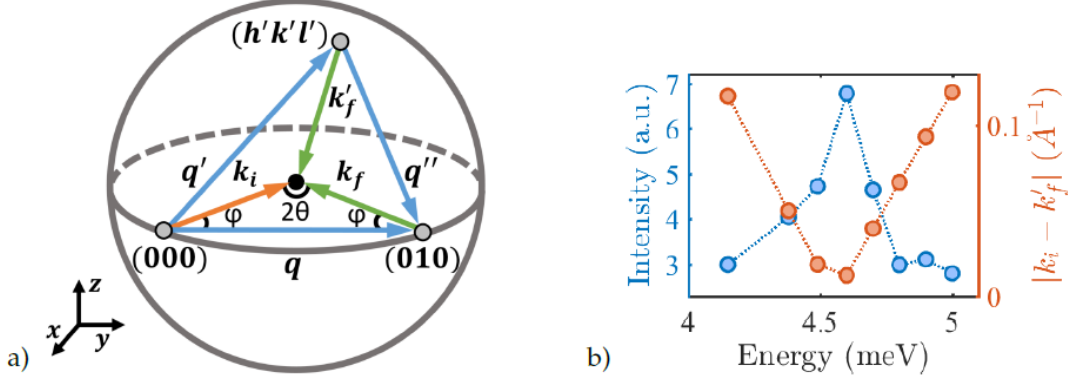 (h'k'l')
k'f
q'
ki
kf
q''
φ
2θ
φ
(000)
q
(010)
z
x
y
a)
7
6
5
4
3
Intensity (a.u.)
0.1
0
|ki − k'f| (Å⁻¹)
4
4.5
5
Energy (meV)
b)